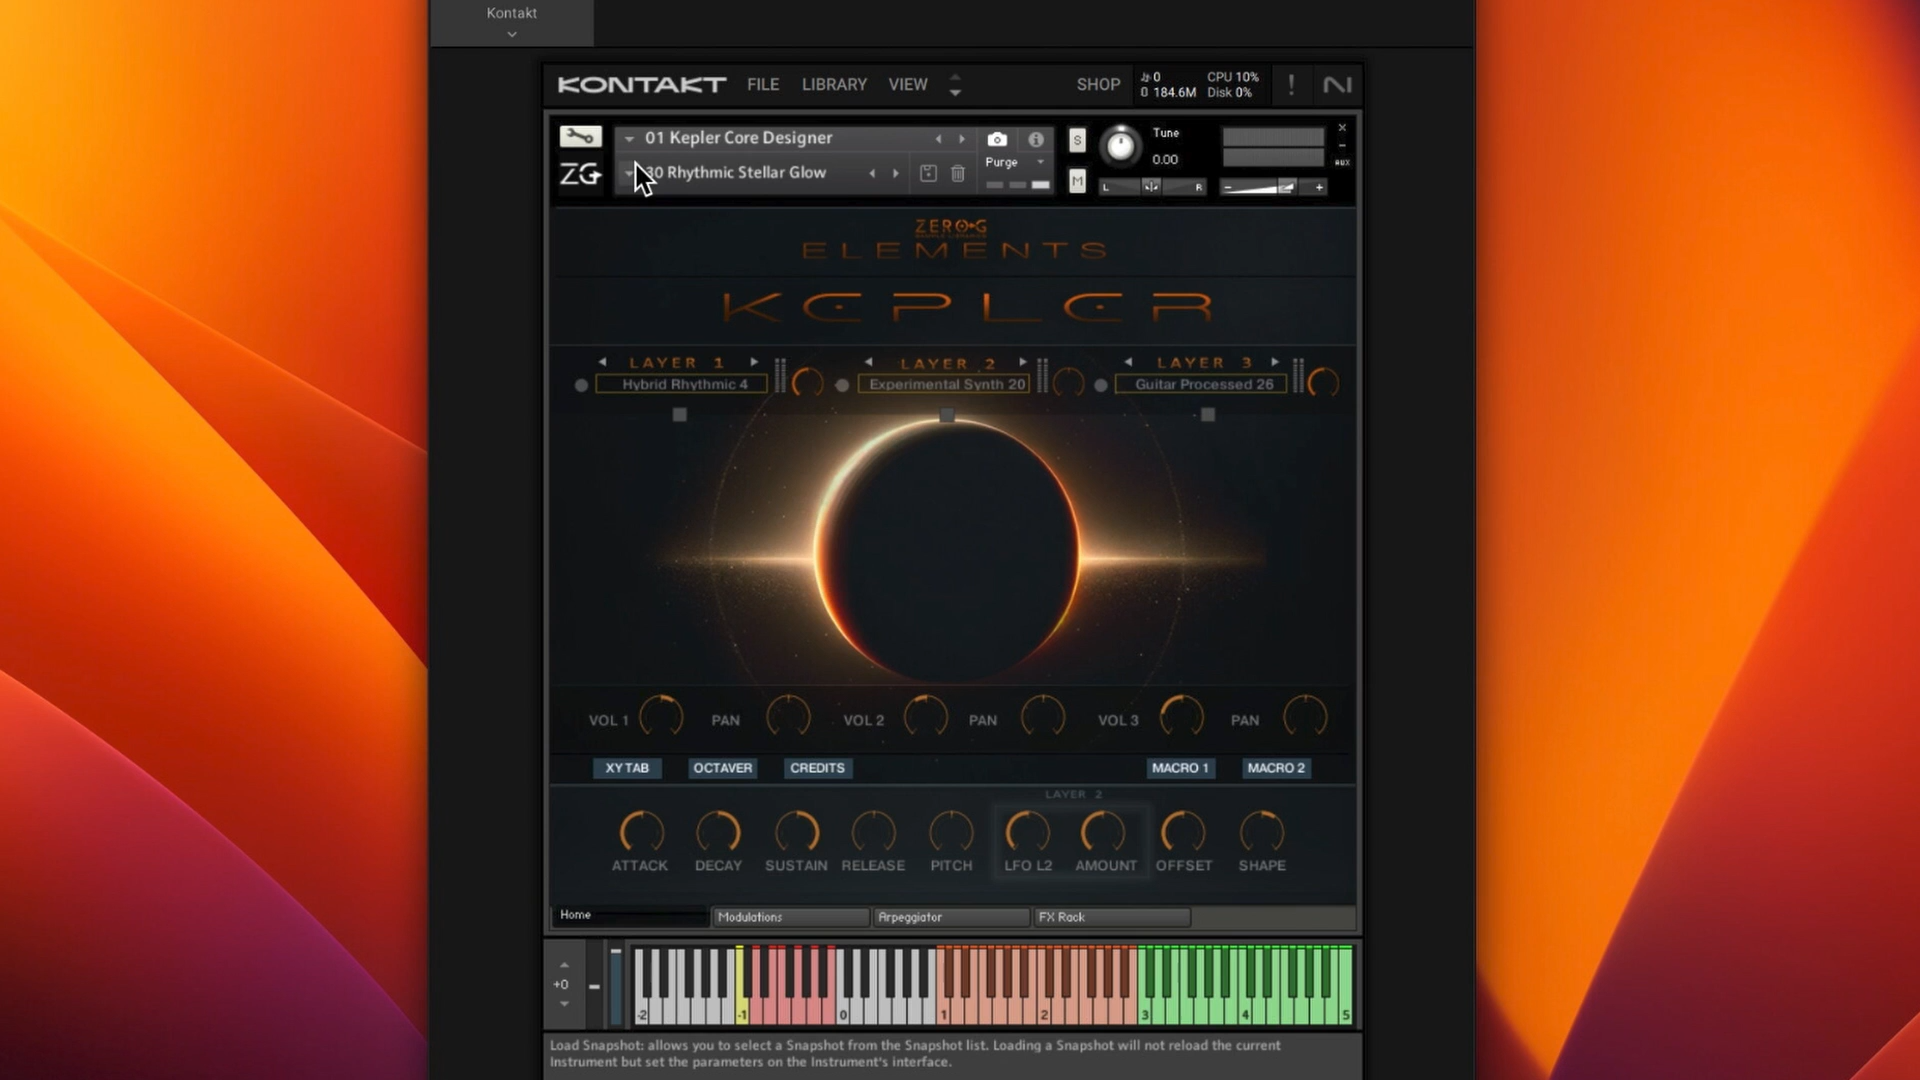 Kontakt
KONTAKT FILE LIBRARY VIEW SHOP 0 CPU 10%
0 184.6M Disk 0%
01 Kepler Core Designer
30 Rhythmic Stellar Glow
Purge
S
M
Tune
0.00
L R
- +
AUX
ZG
ZERO-G
ELEMENTS
KEPLER
LAYER 1 LAYER 2 LAYER 3
Hybrid Rhythmic 4 Experimental Synth 20 Guitar Processed 26
VOL 1 PAN VOL 2 PAN VOL 3 PAN
XY TAB OCTAVER CREDITS MACRO 1 MACRO 2
LAYER 2
ATTACK DECAY SUSTAIN RELEASE PITCH LFO L2 AMOUNT OFFSET SHAPE
Home Modulations Arpeggiator FX Rack
+0
-2 -1 0 1 2 3 4 5
Load Snapshot: allows you to select a Snapshot from the Snapshot list. Loading a Snapshot will not reload the current
Instrument but set the parameters on the Instrument's interface.